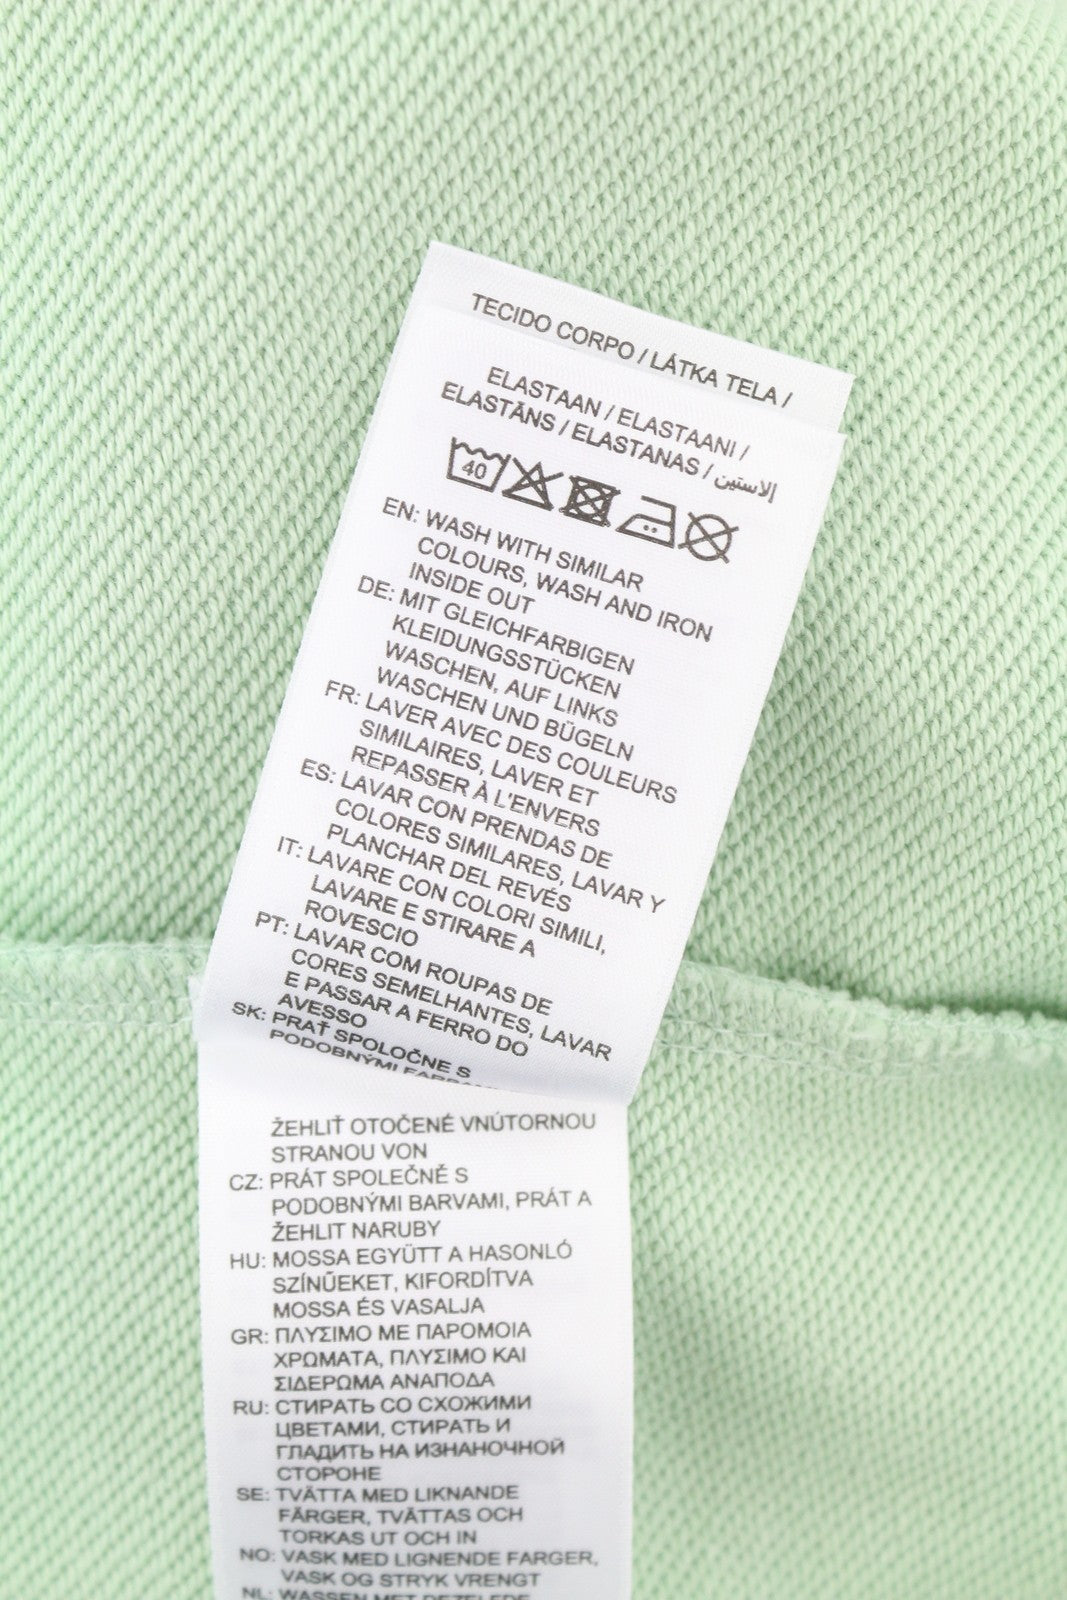 TECIDO CORPO / LÁTKA TELA /
ELASTAAN / ELASTAANI /
ELASTĀNS / ELASTANAS / إلاستين
40
EN: WASH WITH SIMILAR
COLOURS, WASH AND IRON
INSIDE OUT
DE: MIT GLEICHFARBIGEN
KLEIDUNGSSTÜCKEN
WASCHEN, AUF LINKS
WASCHEN UND BÜGELN
FR: LAVER AVEC DES COULEURS
SIMILAIRES, LAVER ET
REPASSER À L'ENVERS
ES: LAVAR CON PRENDAS DE
COLORES SIMILARES, LAVAR Y
PLANCHAR DEL REVÉS
IT: LAVARE CON COLORI SIMILI,
LAVARE E STIRARE A
ROVESCIO
PT: LAVAR COM ROUPAS DE
CORES SEMELHANTES, LAVAR
E PASSAR A FERRO DO
AVESSO
SK: PRAŤ SPOLOČNE S
PODOBNÝMI
ŽEHLIŤ OTOČENÉ VNÚTORNOU
STRANOU VON
CZ: PRÁT SPOLEČNĚ S
PODOBNÝMI BARVAMI, PRÁT A
ŽEHLIT NARUBY
HU: MOSSA EGYÜTT A HASONLÓ
SZÍNŰEKET, KIFORDÍTVA
MOSSA ÉS VASALJA
GR: ΠΛΥΣΙΜΟ ΜΕ ΠΑΡΟΜΟΙΑ
ΧΡΩΜΑΤΑ, ΠΛΥΣΙΜΟ ΚΑΙ
ΣΙΔΕΡΩΜΑ ΑΝΑΠΟΔΑ
RU: СТИРАТЬ СО СХОЖИМИ
ЦВЕТАМИ, СТИРАТЬ И
ГЛАДИТЬ НА ИЗНАНОЧНОЙ
СТОРОНЕ
SE: TVÄTTA MED LIKNANDE
FÄRGER, TVÄTTAS OCH
TORKAS UT OCH IN
NO: VASK MED LIGNENDE FARGER,
VASK OG STRYK VRENGT
NL: WASSEN MET DEZELFDE